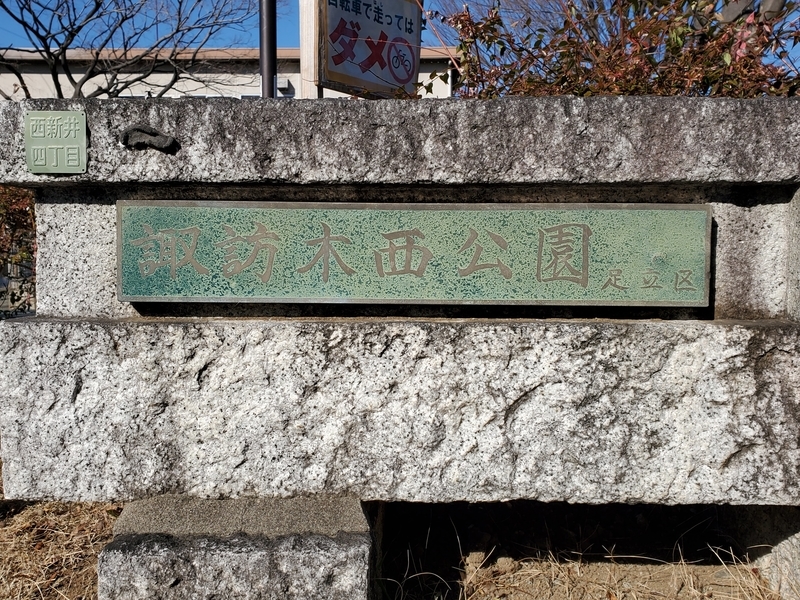 自転車で走っては
ダメ
西新井
四丁目
諏訪木西公園 足立区